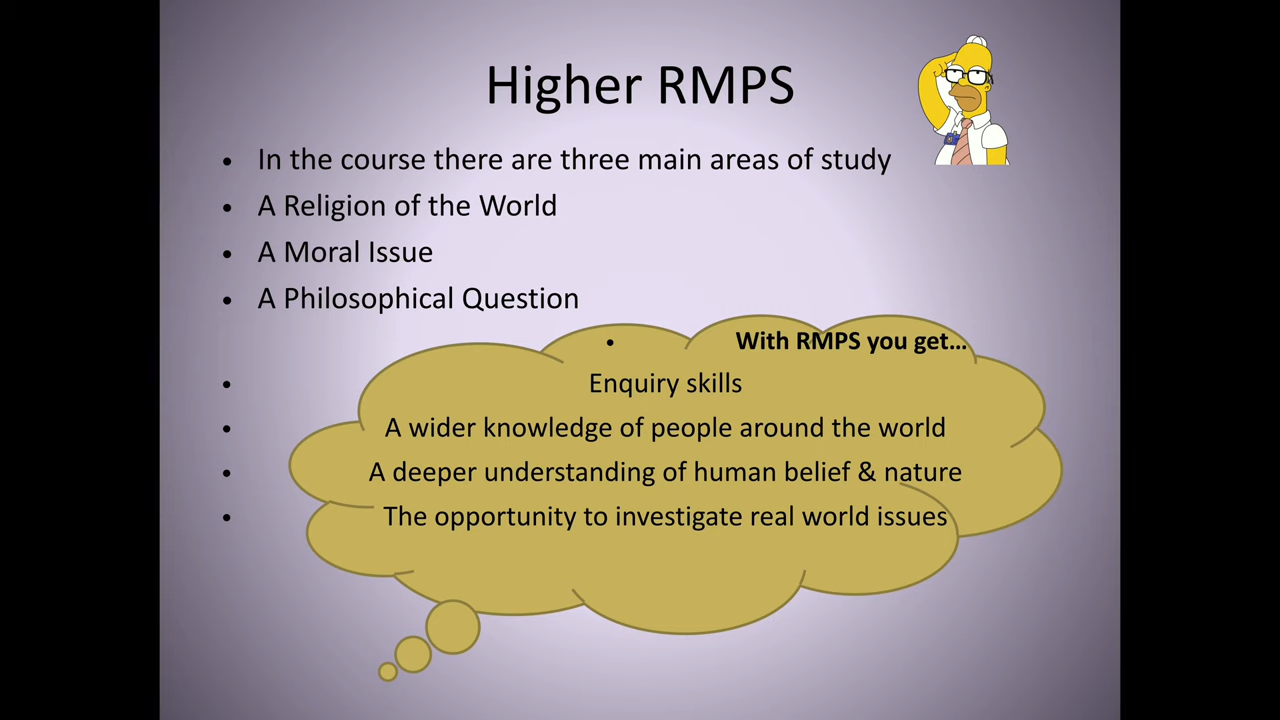 Higher RMPS
• In the course there are three main areas of study
• A Religion of the World
• A Moral Issue
• A Philosophical Question
• With RMPS you get…
• Enquiry skills
• A wider knowledge of people around the world
• A deeper understanding of human belief & nature
• The opportunity to investigate real world issues